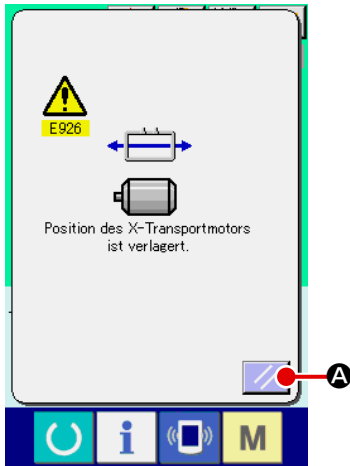 E926
Position des X-Transportmotors
ist verlagert.
A
i
M